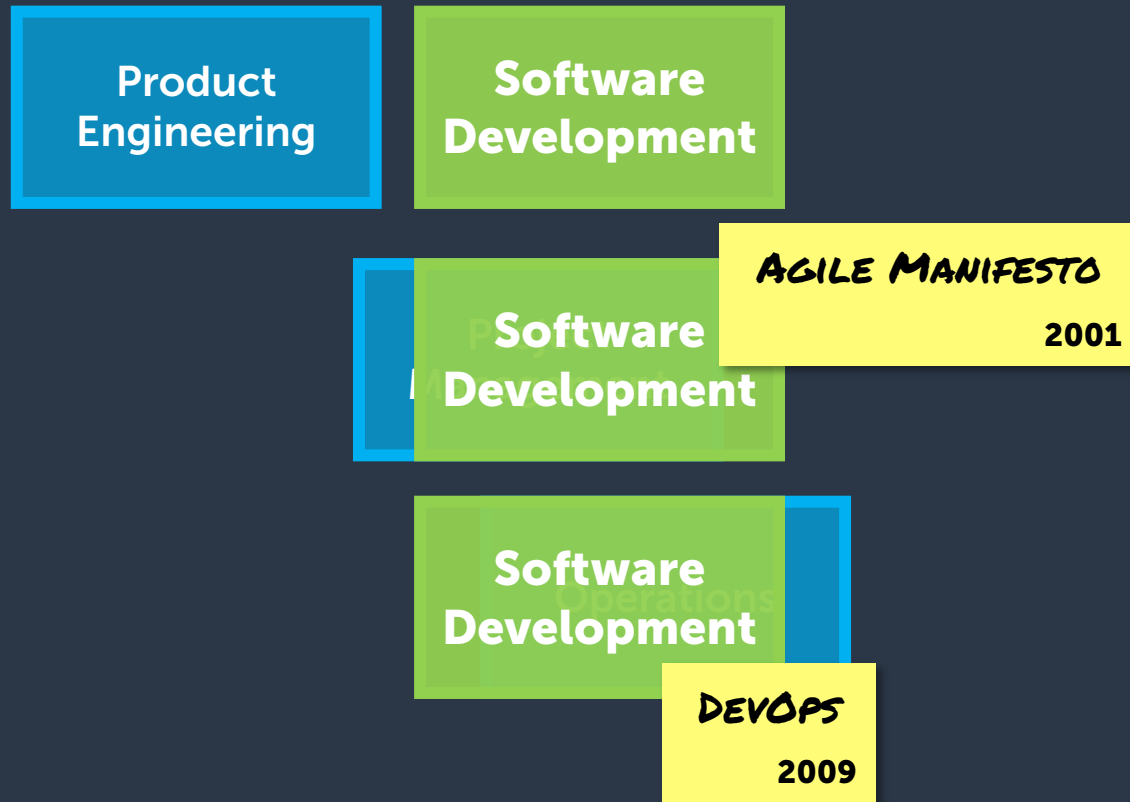 Product
Engineering
Software
Development
Agile Manifesto
2001
Software
Development
Operations
Software
Development
DevOps
2009